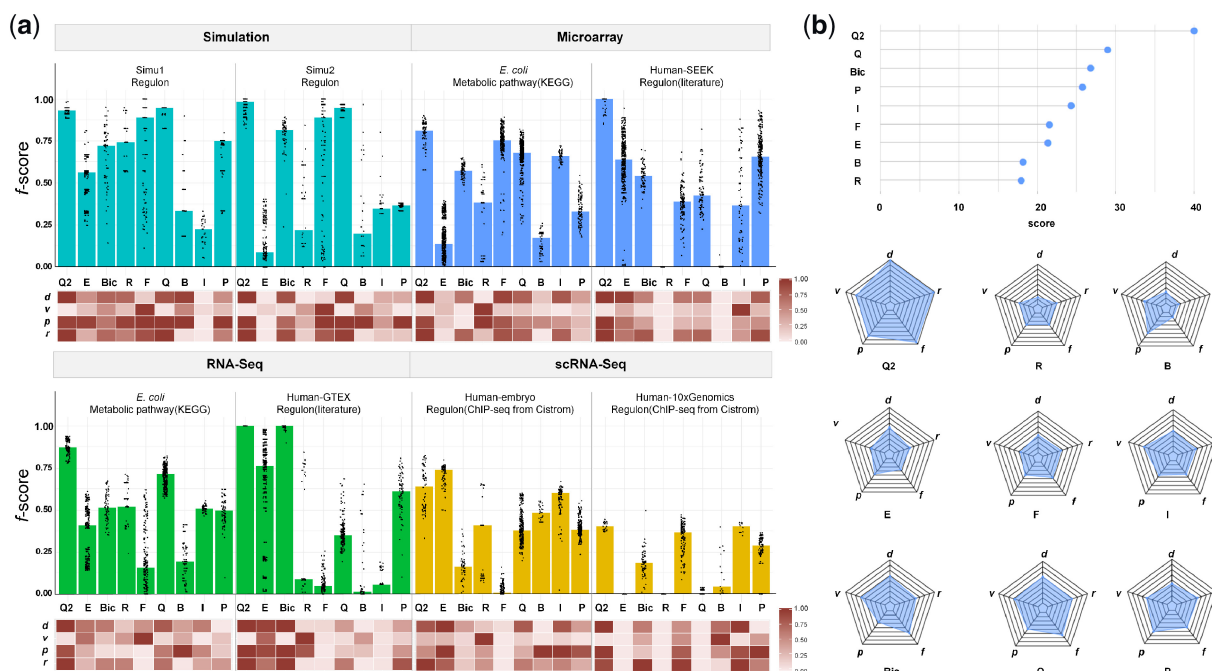 (a)
Simulation Microarray
Simu1
Regulon
Simu2
Regulon
E. coli
Metabolic pathway(KEGG)
Human-SEEK
Regulon(literature)
f-score
1.00
0.75
0.50
0.25
0.00
Q2 E Bic R F Q B I P Q2 E Bic R F Q B I P Q2 E Bic R F Q B I P Q2 E Bic R F Q B I P
d
v
p
r
1.00
0.75
0.50
0.25
0.00
RNA-Seq scRNA-Seq
E. coli
Metabolic pathway(KEGG)
Human-GTEX
Regulon(literature)
Human-embryo
Regulon(ChIP-seq from Cistrom)
Human-10xGenomics
Regulon(ChIP-seq from Cistrom)
f-score
1.00
0.75
0.50
0.25
0.00
Q2 E Bic R F Q B I P Q2 E Bic R F Q B I P Q2 E Bic R F Q B I P Q2 E Bic R F Q B I P
d
v
p
r
1.00
0.75
0.50
0.25
0.00
(b)
Q2
Q
Bic
P
I
F
E
B
R
0 10 20 30 40
score
d d d
v r v r v r
p f p f p f
Q2 R B
d d d
v r v r v r
p f p f p f
E F I
d d d
v r v r v r
p f p f p f
Bic Q P